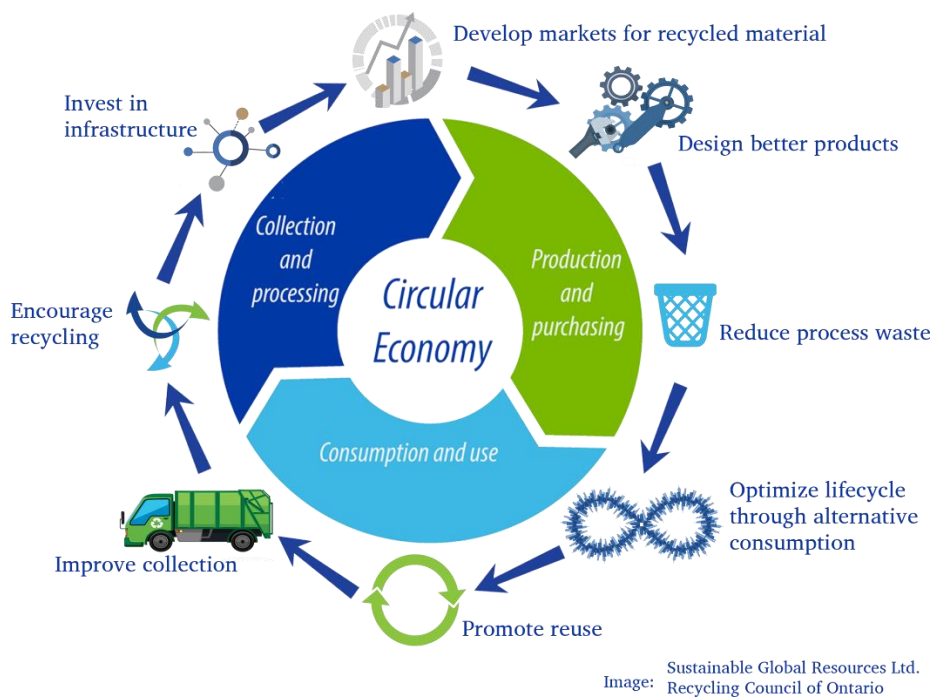 Develop markets for recycled material
Invest in
infrastructure
Design better products
Collection
and
processing
Production
and
purchasing
Circular
Economy
Encourage
recycling
Reduce process waste
Consumption and use
Optimize lifecycle
through alternative
consumption
Improve collection
Promote reuse
Image:
Sustainable Global Resources Ltd.
Recycling Council of Ontario